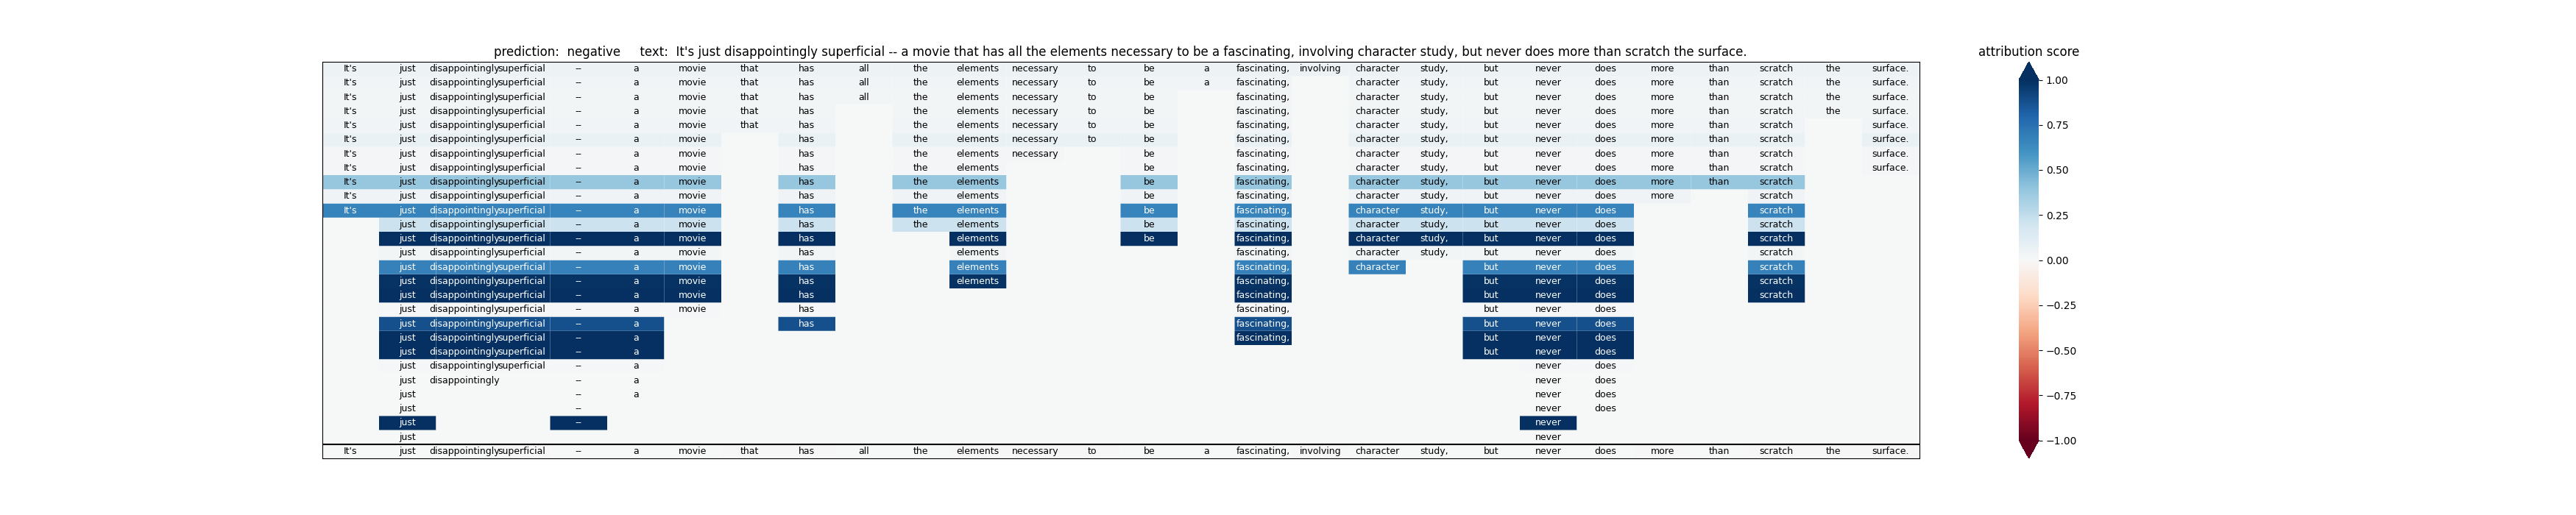 prediction: negative text: It's just disappointingly superficial -- a movie that has all the elements necessary to be a fascinating, involving character study, but never does more than scratch the surface.
attribution score
It's just disappointingly superficial – a movie that has all the elements necessary to be a fascinating, involving character study, but never does more than scratch the surface.
It's just disappointingly superficial – a movie that has all the elements necessary to be a fascinating, character study, but never does more than scratch the surface.
It's just disappointingly superficial – a movie that has all the elements necessary to be fascinating, character study, but never does more than scratch the surface.
It's just disappointingly superficial – a movie that has the elements necessary to be fascinating, character study, but never does more than scratch the surface.
It's just disappointingly superficial – a movie that has the elements necessary to be fascinating, character study, but never does more than scratch surface.
It's just disappointingly superficial – a movie has the elements necessary to be fascinating, character study, but never does more than scratch surface.
It's just disappointingly superficial – a movie has the elements necessary be fascinating, character study, but never does more than scratch surface.
It's just disappointingly superficial – a movie has the elements be fascinating, character study, but never does more than scratch surface.
It's just disappointingly superficial – a movie has the elements be fascinating, character study, but never does more than scratch
It's just disappointingly superficial – a movie has the elements be fascinating, character study, but never does more scratch
It's just disappointingly superficial – a movie has the elements be fascinating, character study, but never does scratch
just disappointingly superficial – a movie has the elements be fascinating, character study, but never does scratch
just disappointingly superficial – a movie has elements be fascinating, character study, but never does scratch
just disappointingly superficial – a movie has elements fascinating, character study, but never does scratch
just disappointingly superficial – a movie has elements fascinating, character but never does scratch
just disappointingly superficial – a movie has elements fascinating, but never does scratch
just disappointingly superficial – a movie has fascinating, but never does scratch
just disappointingly superficial – a movie has fascinating, but never does
just disappointingly superficial – a has fascinating, but never does
just disappointingly superficial – a fascinating, but never does
just disappointingly superficial – a but never does
just disappointingly superficial – a never does
just disappointingly – a never does
just – a never does
just – never does
just – never
just never
It's just disappointingly superficial – a movie that has all the elements necessary to be a fascinating, involving character study, but never does more than scratch the surface.
1.00
0.75
0.50
0.25
0.00
−0.25
−0.50
−0.75
−1.00